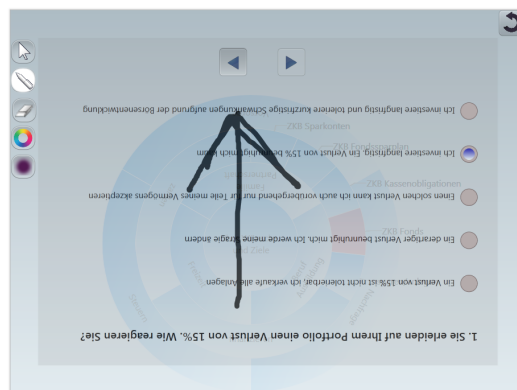 1. Sie erleiden auf Ihrem Portfolio einen Verlust von 15%. Wie reagieren Sie?
Ein Verlust von 15% ist nicht tolerierbar, ich verkaufe alle Anlagen
Ein derartiger Verlust beunruhigt mich. Ich werde meine Stragie ändern
Einen solchen Verlust kann ich auch vorübergehend nur für Teile meines Vermögens akzeptieren
Ich investiere langfristig. Ein Verlust von 15% beunruhigt mich kaum
Ich investiere langfristig und toleriere kurzfristige Schwankungen aufgrund der Börsenentwicklung
ZKB Sparkonten
ZKB Fondssparplan
ZKB Kassenobligationen
ZKB Fonds